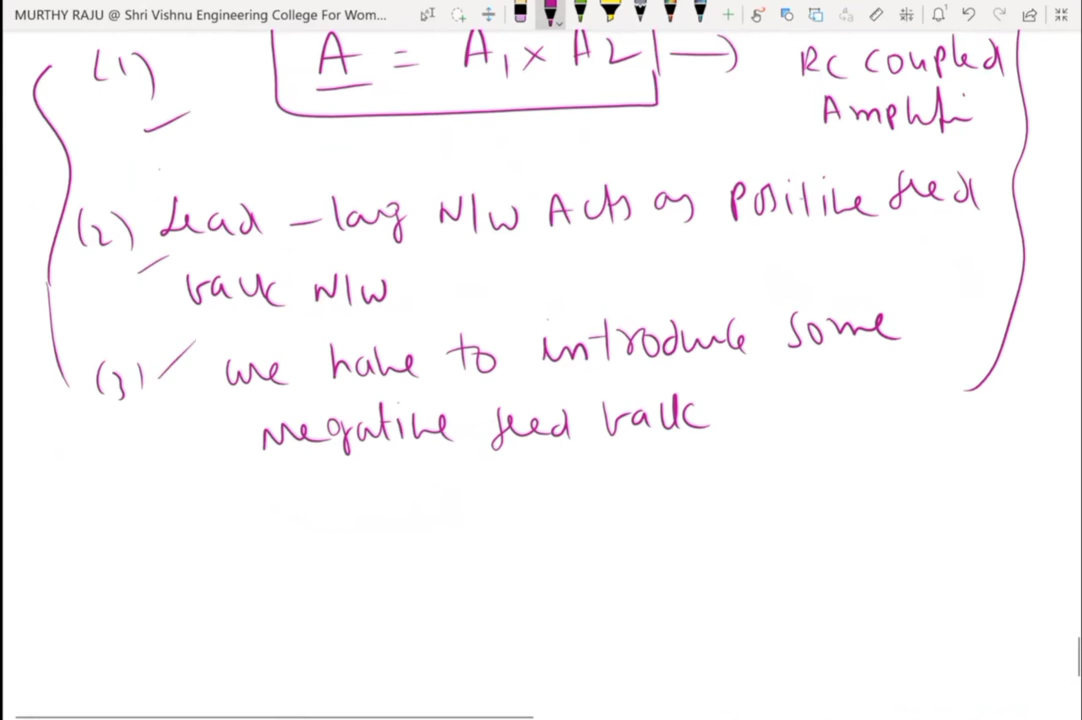 MURTHY RAJU @ Shri Vishnu Engineering College For Wom...
(1) A = A1 x A2 → RC coupled
Amplifi
(2) Lead - lag N/W Acts as positive feed
back N/W
(3) we have to introduce some
negative feed back